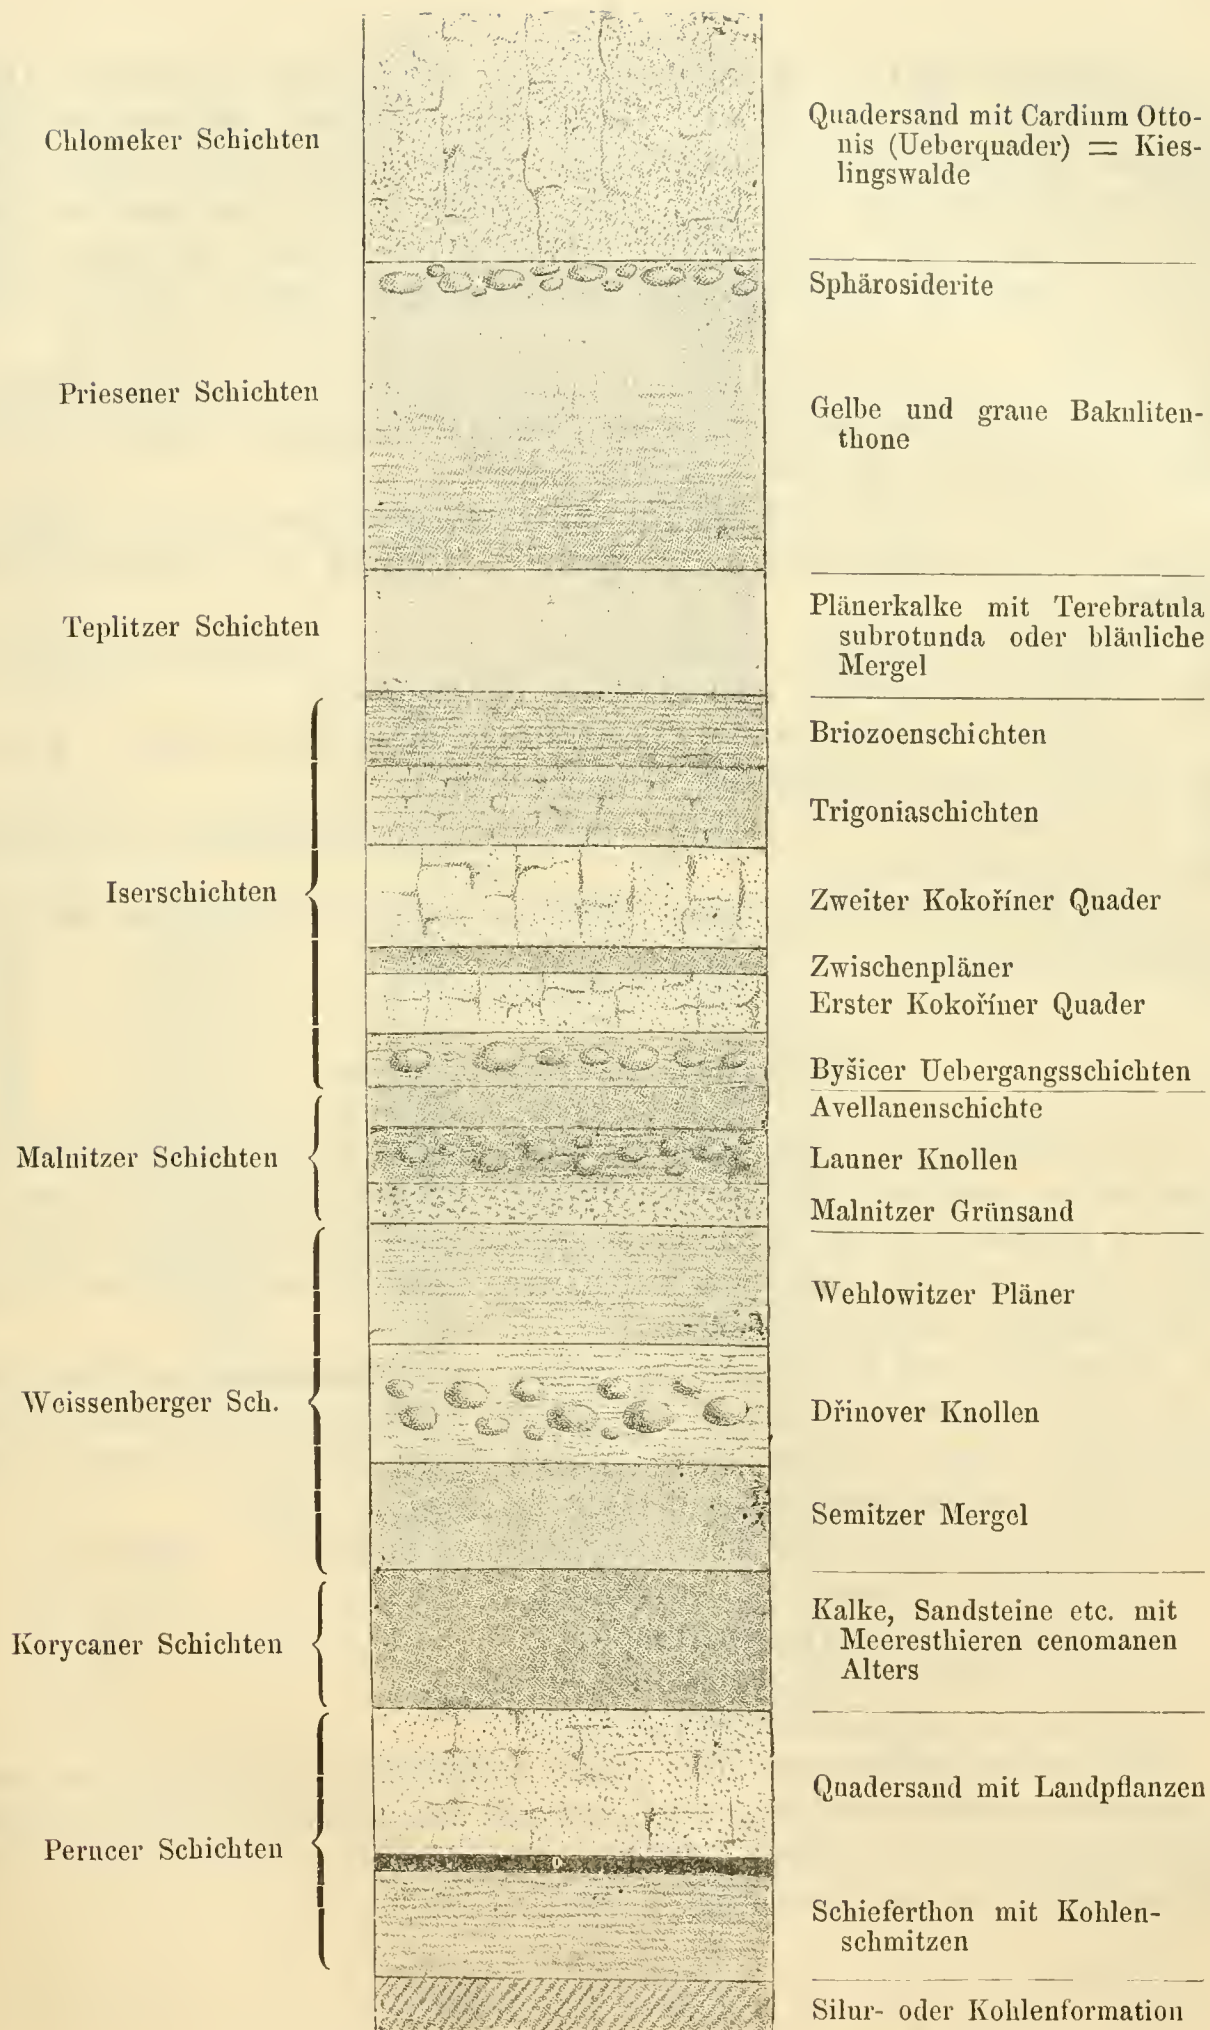 Chlomeker Schichten
Quadersand mit Cardium Otto-
nis (Ueberquader) = Kies-
lingswalde
Sphärosiderite
Priesener Schichten
Gelbe und graue Bakuliten-
thone
Teplitzer Schichten
Plänerkalke mit Terebratula
subrotunda oder bläuliche
Mergel
Iserschichten
Briozoenschichten
Trigoniaschichten
Zweiter Kokoříner Quader
Zwischenpläner
Erster Kokoříner Quader
Byšicer Uebergangsschichten
Malnitzer Schichten
Avellanenschichte
Launer Knollen
Malnitzer Grünsand
Weissenberger Sch.
Wehlowitzer Pläner
Dřinover Knollen
Semitzer Mergel
Korycaner Schichten
Kalke, Sandsteine etc. mit
Meeresthieren cenomanen
Alters
Perucer Schichten
Quadersand mit Landpflanzen
Schieferthon mit Kohlen-
schmitzen
Silur- oder Kohlenformation